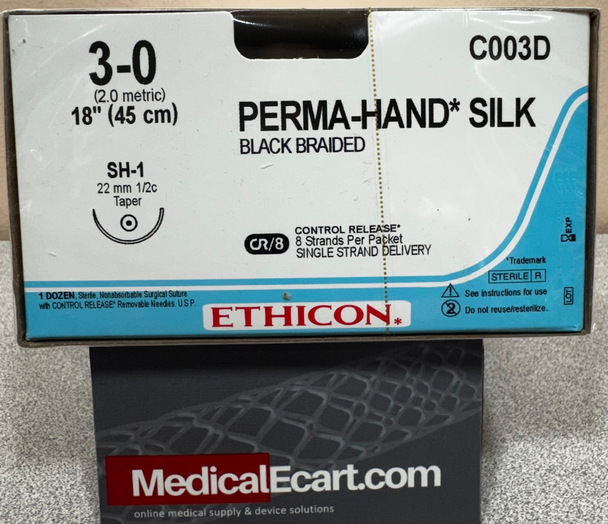 3-0
(2.0 metric)
18" (45 cm)
C003D
PERMA-HAND* SILK
BLACK BRAIDED
SH-1
22 mm 1/2c
Taper
CR/8
CONTROL RELEASE*
8 Strands Per Packet
SINGLE STRAND DELIVERY
EXP
*Trademark
STERILE R
See instructions for use
2
Do not reuse/resterilize.
LOT
1 DOZEN, Sterile, Nonabsorbable Surgical Suture
with CONTROL RELEASE* Removable Needles. U.S.P.
ETHICON*
MedicalEcart.com
online medical supply & device solutions